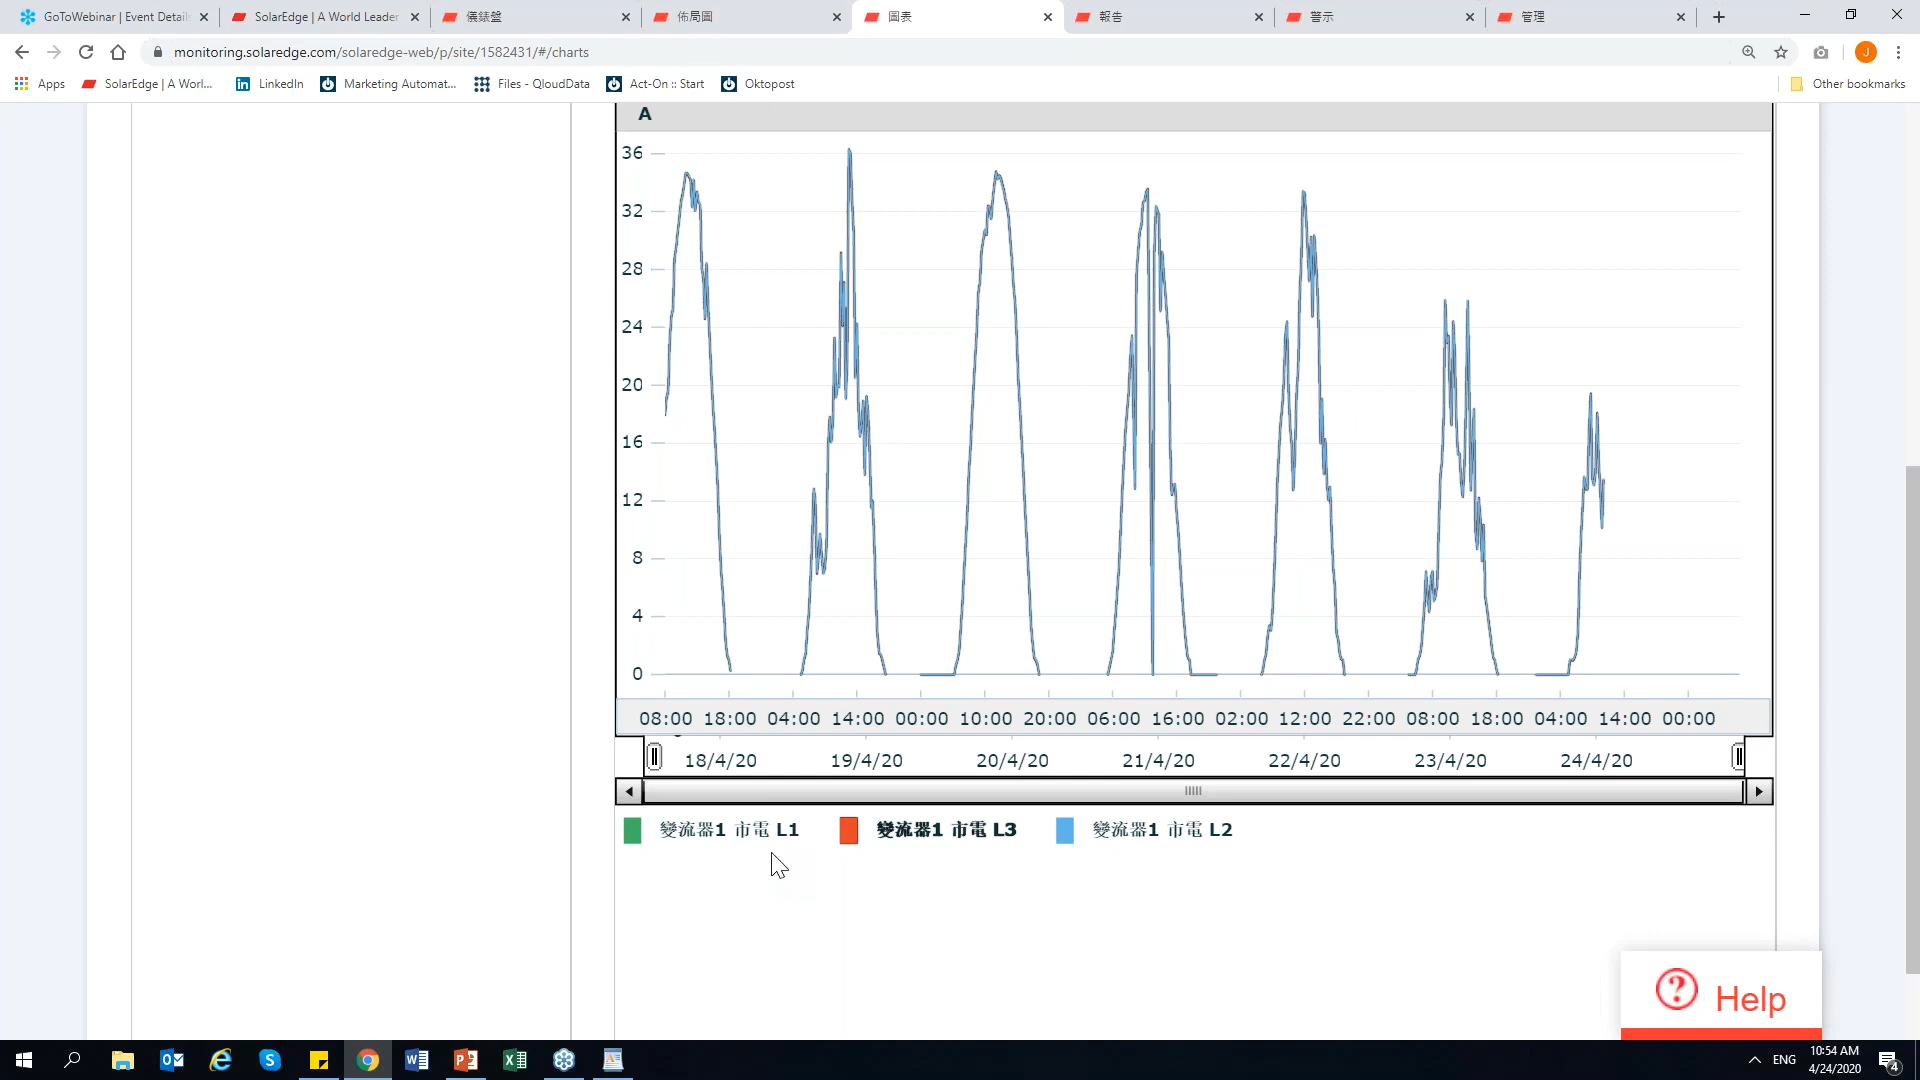 GoToWebinar | Event Details
SolarEdge | A World Leader
儀錶盤
佈局圖
圖表
報告
警示
管理
monitoring.solaredge.com/solaredge-web/p/site/1582431/#/charts
J
Apps
SolarEdge | A Worl...
LinkedIn
Marketing Automat...
Files - QloudData
Act-On :: Start
Oktopost
Other bookmarks
A
36
32
28
24
20
16
12
8
4
0
08:00 18:00 04:00 14:00 00:00 10:00 20:00 06:00 16:00 02:00 12:00 22:00 08:00 18:00 04:00 14:00 00:00
18/4/20 19/4/20 20/4/20 21/4/20 22/4/20 23/4/20 24/4/20
變流器1 市電 L1 變流器1 市電 L3 變流器1 市電 L2
? Help
ENG
10:54 AM
4/24/2020
4